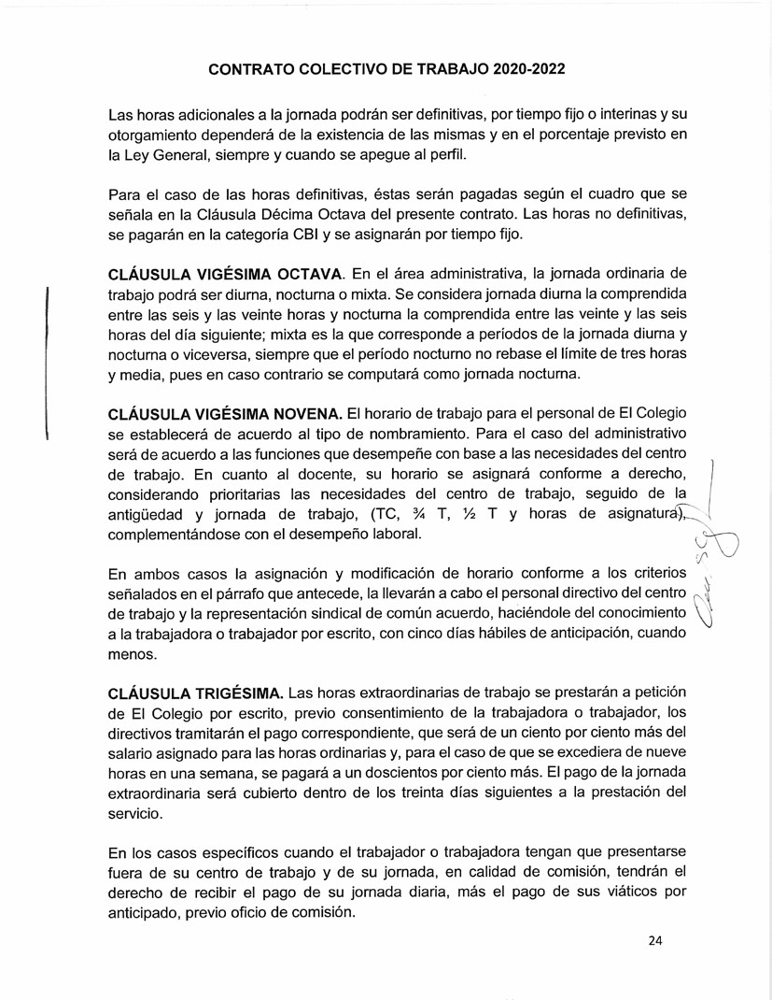 CONTRATO COLECTIVO DE TRABAJO 2020-2022
Las horas adicionales a la jornada podrán ser definitivas, por tiempo fijo o interinas y su
otorgamiento dependerá de la existencia de las mismas y en el porcentaje previsto en
la Ley General, siempre y cuando se apegue al perfil.
Para el caso de las horas definitivas, éstas serán pagadas según el cuadro que se
señala en la Cláusula Décima Octava del presente contrato. Las horas no definitivas,
se pagarán en la categoría CBI y se asignarán por tiempo fijo.
CLÁUSULA VIGÉSIMA OCTAVA. En el área administrativa, la jornada ordinaria de
trabajo podrá ser diurna, nocturna o mixta. Se considera jornada diurna la comprendida
entre las seis y las veinte horas y nocturna la comprendida entre las veinte y las seis
horas del día siguiente; mixta es la que corresponde a períodos de la jornada diurna y
nocturna o viceversa, siempre que el período nocturno no rebase el límite de tres horas
y media, pues en caso contrario se computará como jornada nocturna.
CLÁUSULA VIGÉSIMA NOVENA. El horario de trabajo para el personal de El Colegio
se establecerá de acuerdo al tipo de nombramiento. Para el caso del administrativo
será de acuerdo a las funciones que desempeñe con base a las necesidades del centro
de trabajo. En cuanto al docente, su horario se asignará conforme a derecho,
considerando prioritarias las necesidades del centro de trabajo, seguido de la
antigüedad y jornada de trabajo, (TC, ¾ T, ½ T y horas de asignatura),
complementándose con el desempeño laboral.
En ambos casos la asignación y modificación de horario conforme a los criterios
señalados en el párrafo que antecede, la llevarán a cabo el personal directivo del centro
de trabajo y la representación sindical de común acuerdo, haciéndole del conocimiento
a la trabajadora o trabajador por escrito, con cinco días hábiles de anticipación, cuando
menos.
CLÁUSULA TRIGÉSIMA. Las horas extraordinarias de trabajo se prestarán a petición
de El Colegio por escrito, previo consentimiento de la trabajadora o trabajador, los
directivos tramitarán el pago correspondiente, que será de un ciento por ciento más del
salario asignado para las horas ordinarias y, para el caso de que se excediera de nueve
horas en una semana, se pagará a un doscientos por ciento más. El pago de la jornada
extraordinaria será cubierto dentro de los treinta días siguientes a la prestación del
servicio.
En los casos específicos cuando el trabajador o trabajadora tengan que presentarse
fuera de su centro de trabajo y de su jornada, en calidad de comisión, tendrán el
derecho de recibir el pago de su jornada diaria, más el pago de sus viáticos por
anticipado, previo oficio de comisión.
24